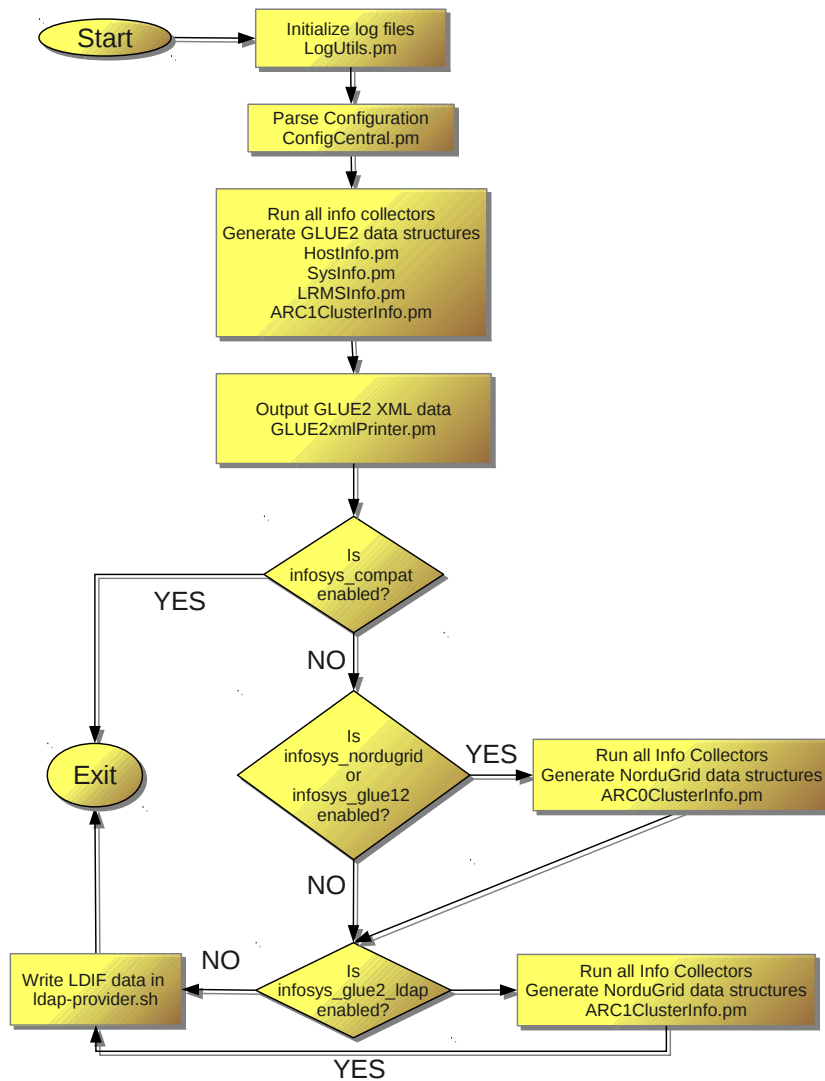 Start
Initialize log files
LogUtils.pm
Parse Configuration
ConfigCentral.pm
Run all info collectors
Generate GLUE2 data structures
HostInfo.pm
SysInfo.pm
LRMSInfo.pm
ARC1ClusterInfo.pm
Output GLUE2 XML data
GLUE2xmlPrinter.pm
Is
infosys_compat
enabled?
YES
NO
Is
infosys_nordugrid
or
infosys_glue12
enabled?
YES
Run all Info Collectors
Generate NorduGrid data structures
ARC0ClusterInfo.pm
Exit
NO
Is
infosys_glue2_ldap
enabled?
NO
Write LDIF data in
ldap-provider.sh
Run all Info Collectors
Generate NorduGrid data structures
ARC1ClusterInfo.pm
YES